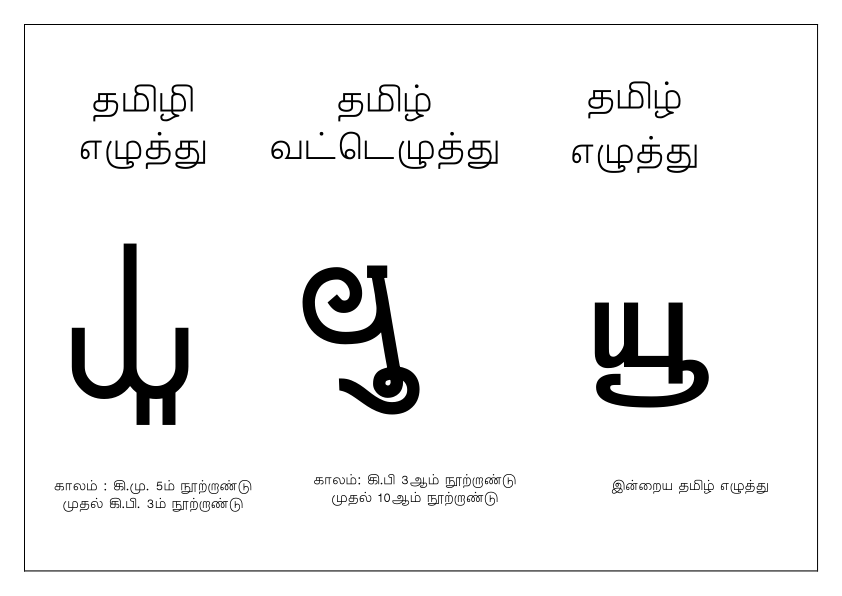 தமிழி
எழுத்து
தமிழ்
வட்டெழுத்து
தமிழ்
எழுத்து
யூ
காலம் : கி.மு. 5ம் நூற்றாண்டு
முதல் கி.பி. 3ம் நூற்றாண்டு
காலம்: கி.பி 3ஆம் நூற்றாண்டு
முதல் 10ஆம் நூற்றாண்டு
இன்றைய தமிழ் எழுத்து